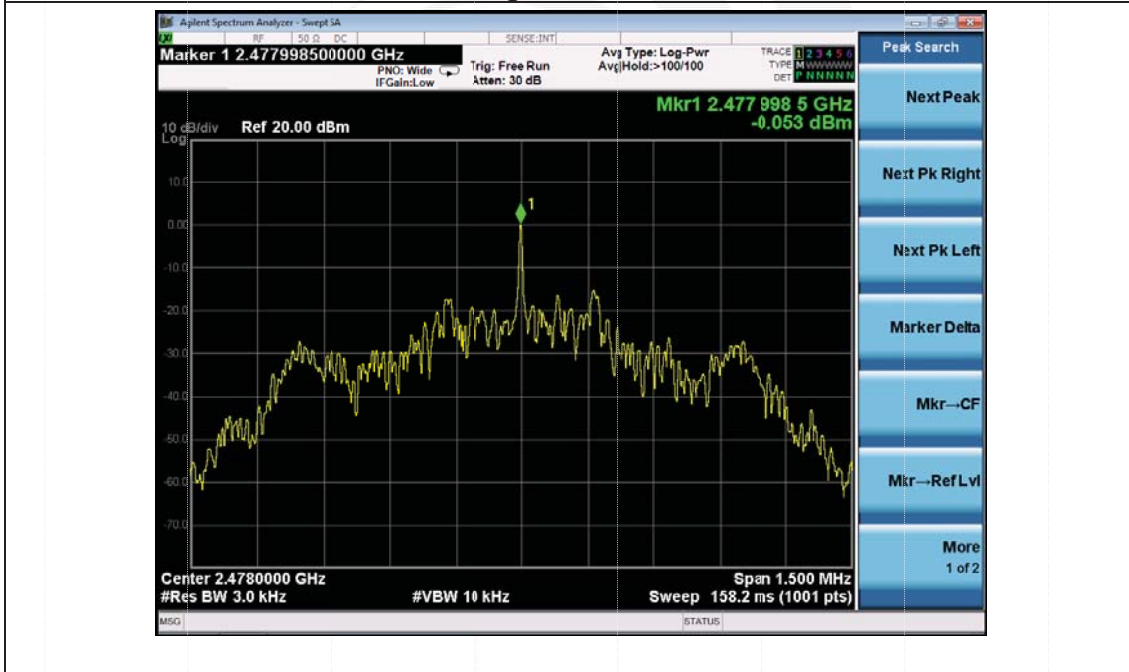 Agilent Spectrum Analyzer - Swept SA
RF 50 Ω DC SENSE:INT
Marker 1 2.477998500000 GHz
PNO: Wide
IFGain:Low
Trig: Free Run
Atten: 30 dB
Avg Type: Log-Pwr
Avg|Hold:>100/100
TRACE 1 2 3 4 5 6
TYPE M WWWWW
DET P N N N N N
Mkr1 2.477 998 5 GHz
-0.053 dBm
10 dB/div Ref 20.00 dBm
Log
10.0
0.00
-10.0
-20.0
-30.0
-40.0
-50.0
-60.0
-70.0
1
Center 2.4780000 GHz
Span 1.500 MHz
#Res BW 3.0 kHz #VBW 10 kHz Sweep 158.2 ms (1001 pts)
MSG STATUS
Peak Search
Next Peak
Next Pk Right
Next Pk Left
Marker Delta
Mkr→CF
Mkr→Ref Lvl
More
1 of 2